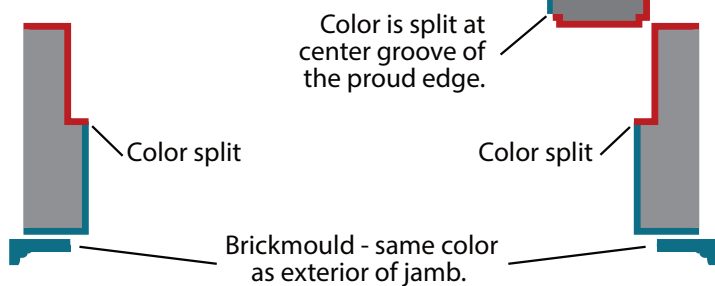 Color is split at
center groove of
the proud edge.
Color split
Color split
Brickmould - same color
as exterior of jamb.